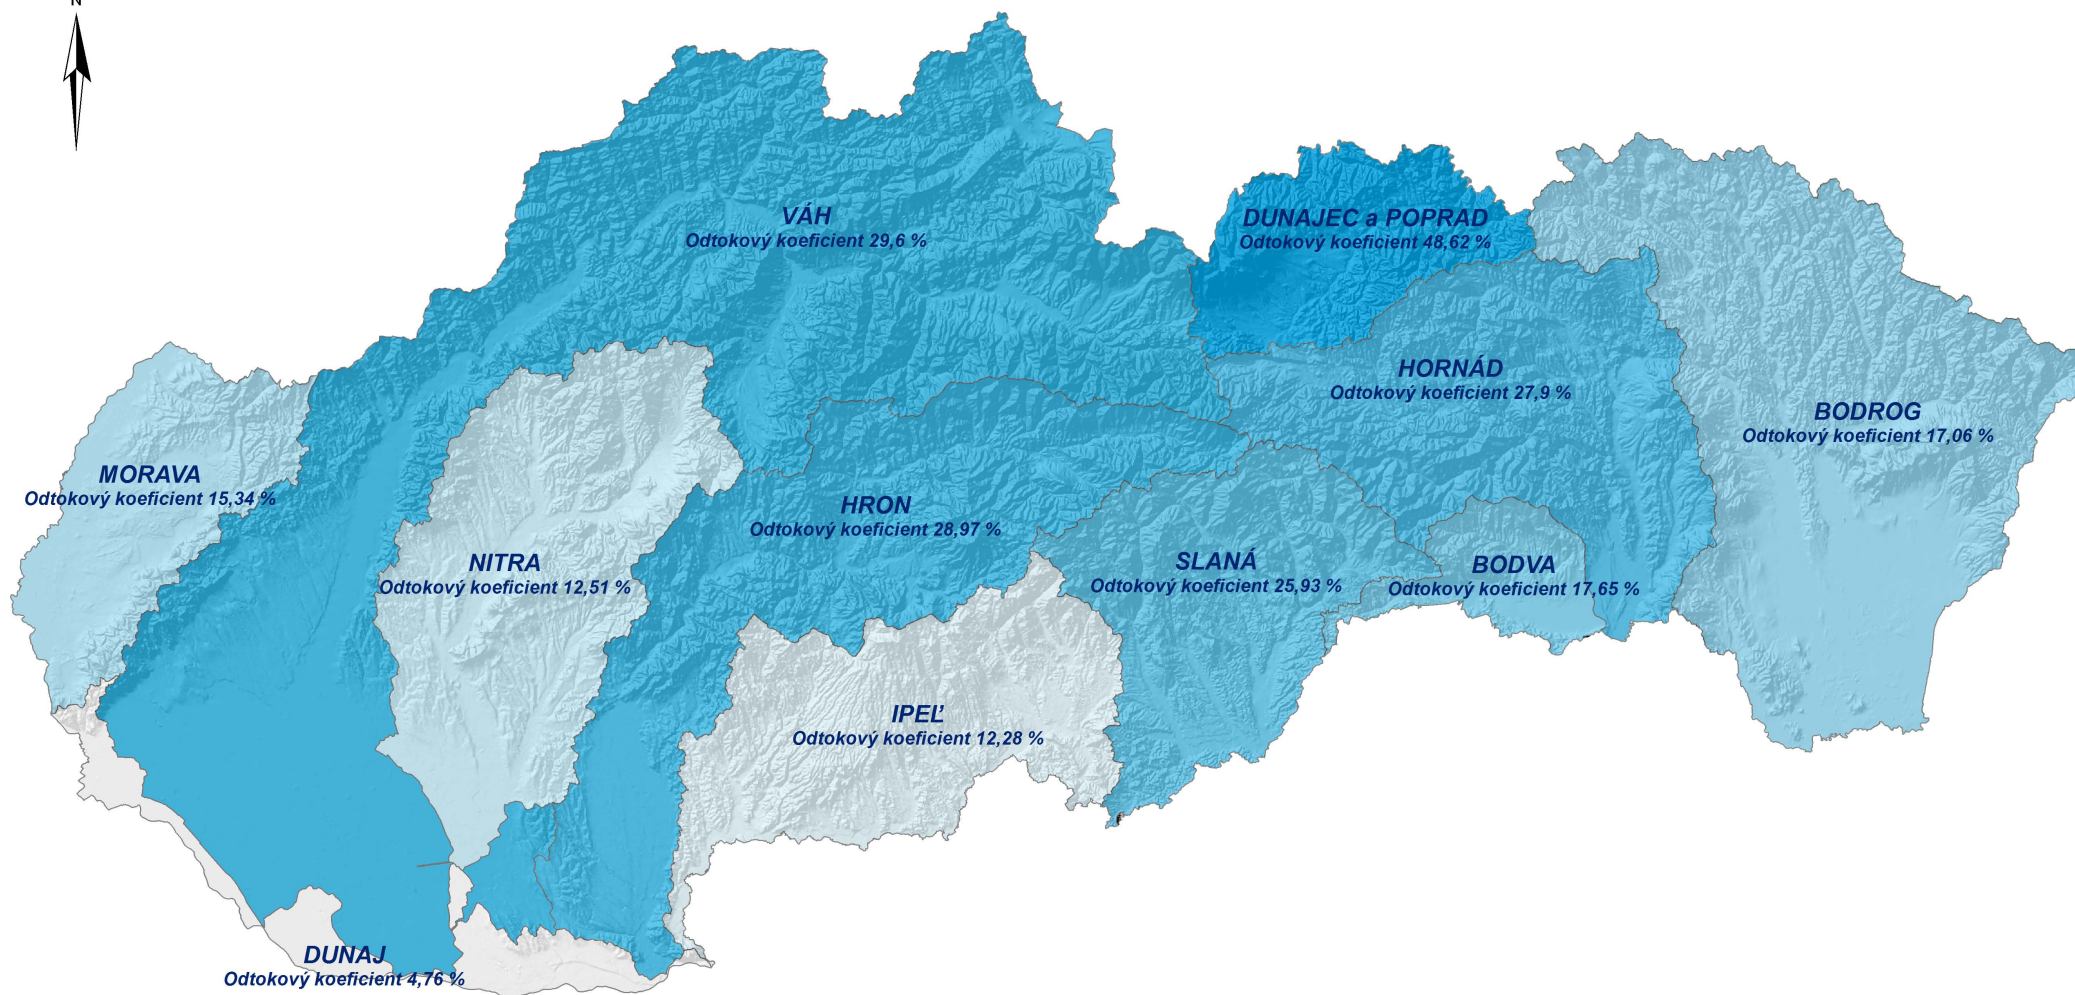 N
VÁH
Odtokový koeficient 29,6 %
DUNAJEC a POPRAD
Odtokový koeficient 48,62 %
HORNÁD
Odtokový koeficient 27,9 %
BODROG
Odtokový koeficient 17,06 %
MORAVA
Odtokový koeficient 15,34 %
HRON
Odtokový koeficient 28,97 %
NITRA
Odtokový koeficient 12,51 %
SLANÁ
Odtokový koeficient 25,93 %
BODVA
Odtokový koeficient 17,65 %
IPEĽ
Odtokový koeficient 12,28 %
DUNAJ
Odtokový koeficient 4,76 %